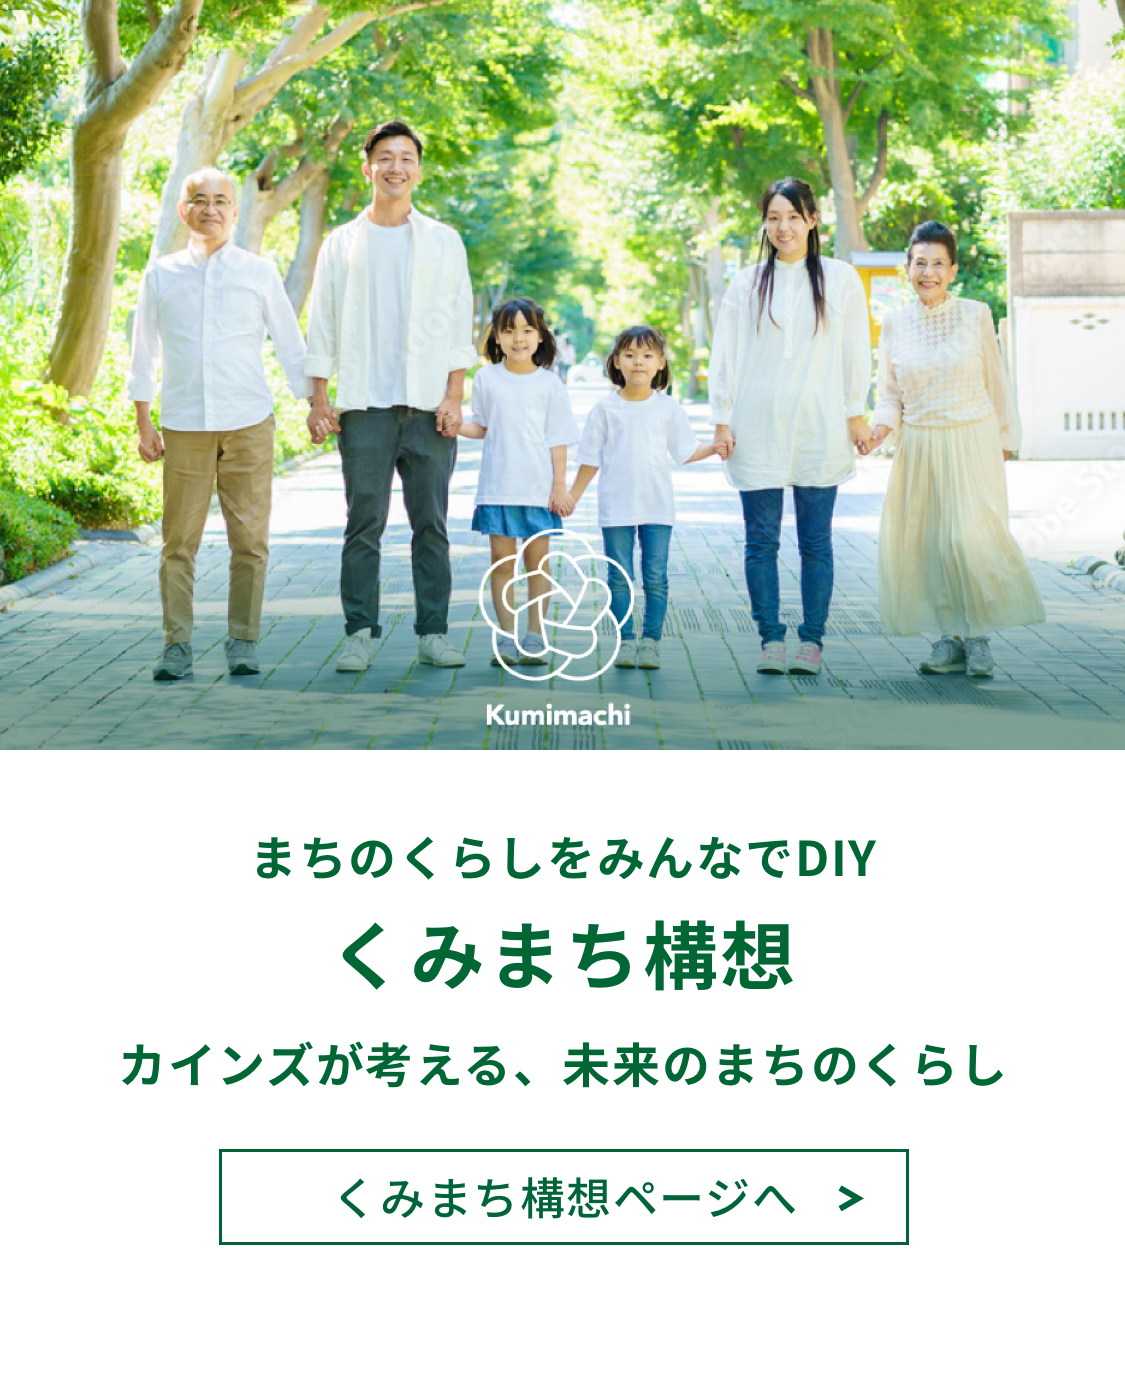 Kumimachi
まちのくらしをみんなでDIY
くみまち構想
カインズが考える、未来のまちのくらし
くみまち構想ページへ >